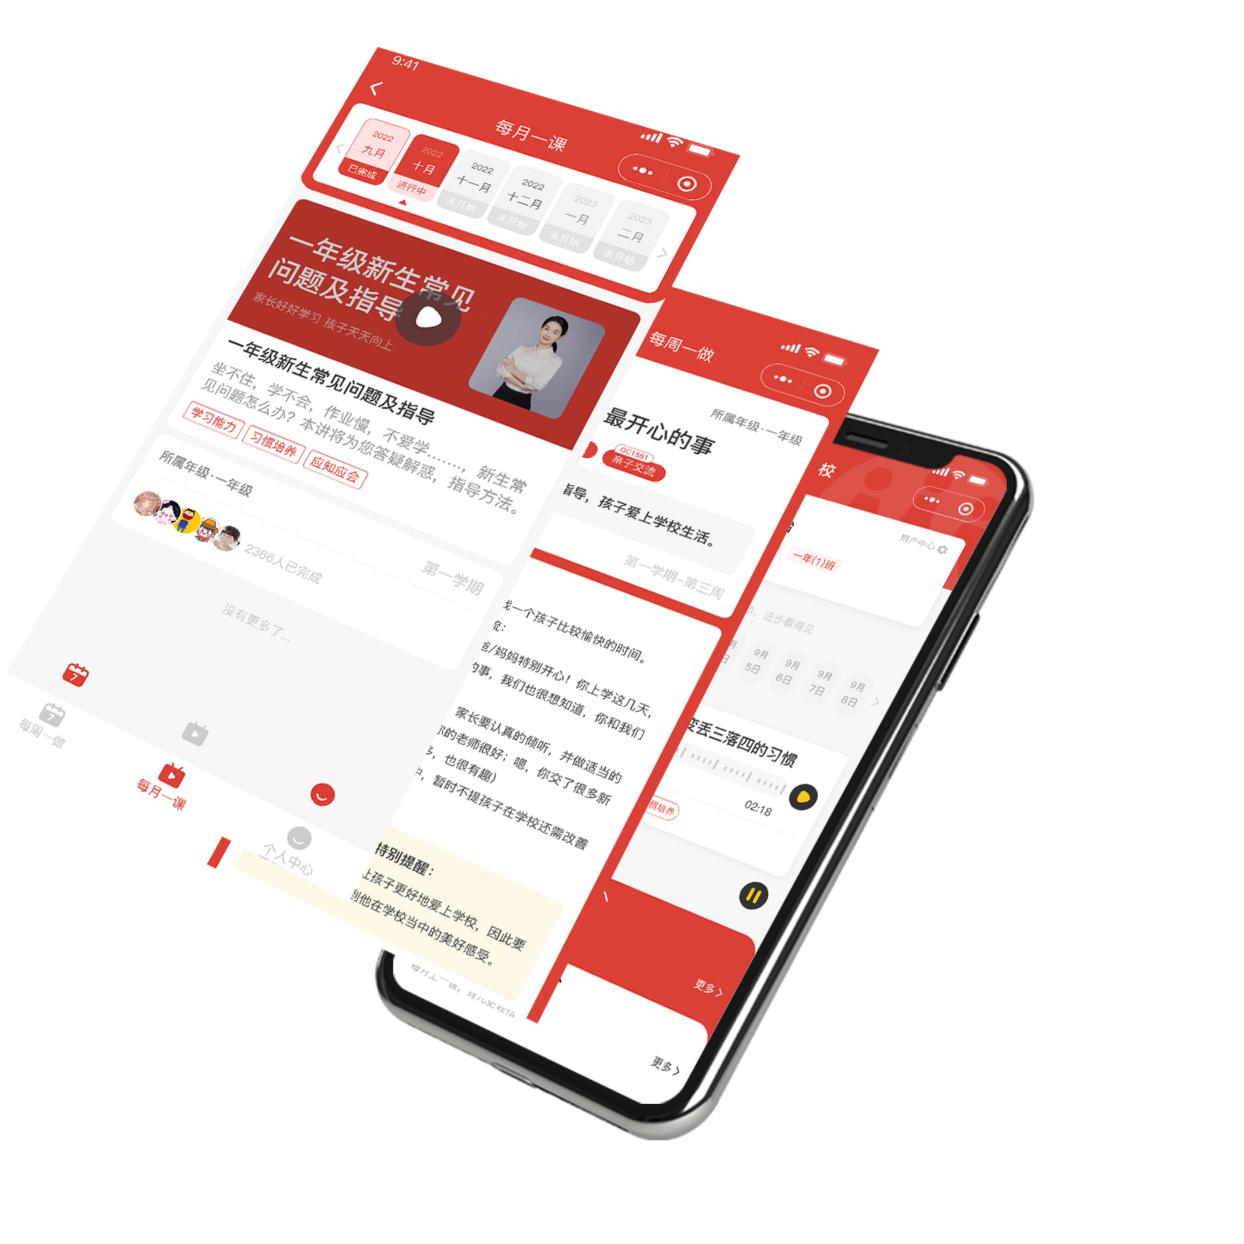 9:41
每月一课
2022
九月
已完成
2022
十月
进行中
2022
十一月
未开始
2022
十二月
未开始
2023
一月
未开始
2023
二月
未开始
一年级新生常见
问题及指导
家长好好学习 孩子天天向上
一年级新生常见问题及指导
坐不住，学不会，作业慢，不爱学……，新生常
见问题怎么办？本讲将为您答疑解惑，指导方法。
学习能力
习惯培养
应知应会
所属年级·一年级
2366人已完成
第一学期
没有更多了...
7
7
每周一做
每月一课
个人中心
每周一做
所属年级·一年级
最开心的事
GC1551
亲子交流
指导，孩子爱上学校生活。
第一学期-第三周
找一个孩子比较愉快的时间。
流：
爸/妈妈特别开心！你上学这几天，
的事，我们也很想知道，你和我们
家长要认真的倾听，并做适当的
你的老师很好；嗯，你交了很多新
多，也很有趣）
中，暂时不提孩子在学校还需改善
特别提醒：
让孩子更好地爱上学校，因此要
到他在学校当中的美好感受。
校
用户中心
一年(1)班
进步看得见
9月
5日
9月
6日
9月
7日
9月
8日
变丢三落四的习惯
02:18
惯培养
更多
更多